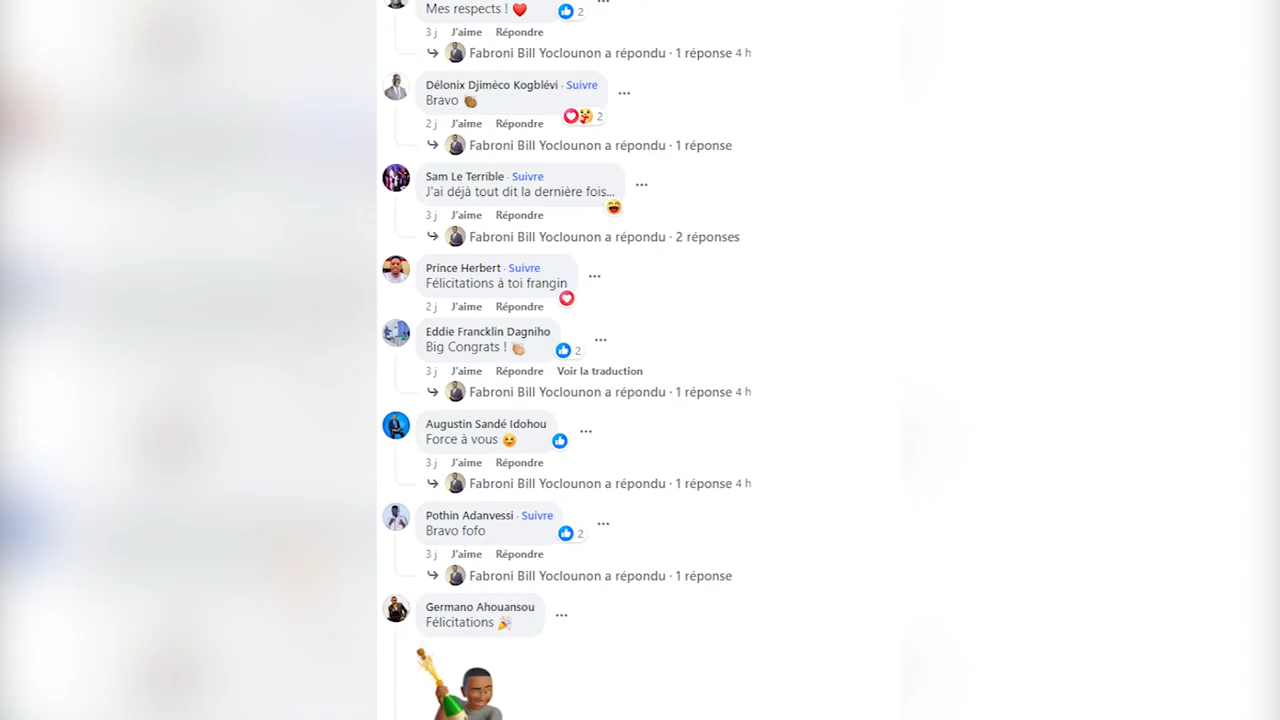 Mes respects ! ❤️ 2
3 j J'aime Répondre
Fabroni Bill Yoclounon a répondu · 1 réponse 4 h
Délonix Djimèco Kogblévi · Suivre
Bravo 👏🏾
2
2 j J'aime Répondre
Fabroni Bill Yoclounon a répondu · 1 réponse
Sam Le Terrible · Suivre
J'ai déjà tout dit la dernière fois...
3 j J'aime Répondre
Fabroni Bill Yoclounon a répondu · 2 réponses
Prince Herbert · Suivre
Félicitations à toi frangin
2 j J'aime Répondre
Eddie Francklin Dagniho
Big Congrats ! 👏🏼 2
3 j J'aime Répondre Voir la traduction
Fabroni Bill Yoclounon a répondu · 1 réponse 4 h
Augustin Sandé Idohou
Force à vous 😊
3 j J'aime Répondre
Fabroni Bill Yoclounon a répondu · 1 réponse 4 h
Pothin Adanvessi · Suivre
Bravo fofo 2
3 j J'aime Répondre
Fabroni Bill Yoclounon a répondu · 1 réponse
Germano Ahouansou
Félicitations 🎉